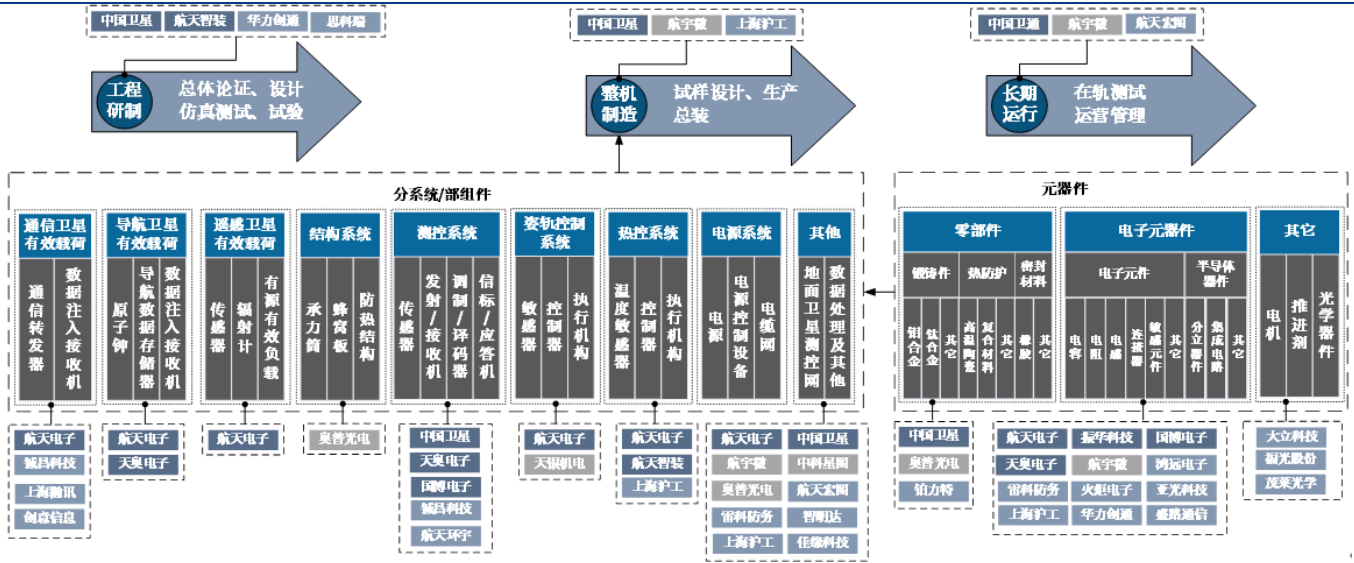 中国卫星 航天智装 华力创通 思科瑞
工程
研制
总体论证、设计
仿真测试、试验
中国卫星 航宇微 上海沪工
整机
制造
试样设计、生产
总装
中国卫通 航宇微 航天宏图
长期
运行
在轨测试
运营管理
分系统/部组件
通信卫星
有效载荷
通信转发器
数据注入接收机
导航卫星
有效载荷
原子钟
导航数据存储器
数据注入接收机
遥感卫星
有效载荷
传感器
辐射计
有源有效负载
结构系统
承力筒
蜂窝板
防热结构
测控系统
传感器
发射/接收机
调制/译码器
信标/应答机
姿轨控制
系统
敏感器
控制器
执行机构
热控系统
温度敏感器
控制器
执行机构
电源系统
电源
电源控制设备
电缆网
其他
地面卫星测控网
数据处理及其他
元器件
零部件
锻铸件
钼合金
钛合金
其它
热防护
高温陶瓷
复合材料
其它
密封
材料
橡胶
其它
电子元器件
电子元件
电容
电阻
电感
连接器
敏感元件
其它
半导体
器件
分立器件
集成电路
其它
其它
电机
推进剂
光学器件
航天电子
铖昌科技
上海瀚讯
创意信息
航天电子
天奥电子
航天电子
奥普光电
中国卫星
天奥电子
国博电子
铖昌科技
航天环宇
航天电子
天银机电
航天电子
航天智装
上海沪工
航天电子 中国卫星
航宇微 中科星图
奥普光电 航天宏图
雷科防务 智明达
上海沪工 佳缘科技
中国卫星
奥普光电
铂力特
航天电子 振华科技 国博电子
天奥电子 航宇微 鸿远电子
雷科防务 火炬电子 亚光科技
上海沪工 华力创通 盛路通信
大立科技
福光股份
茂莱光学